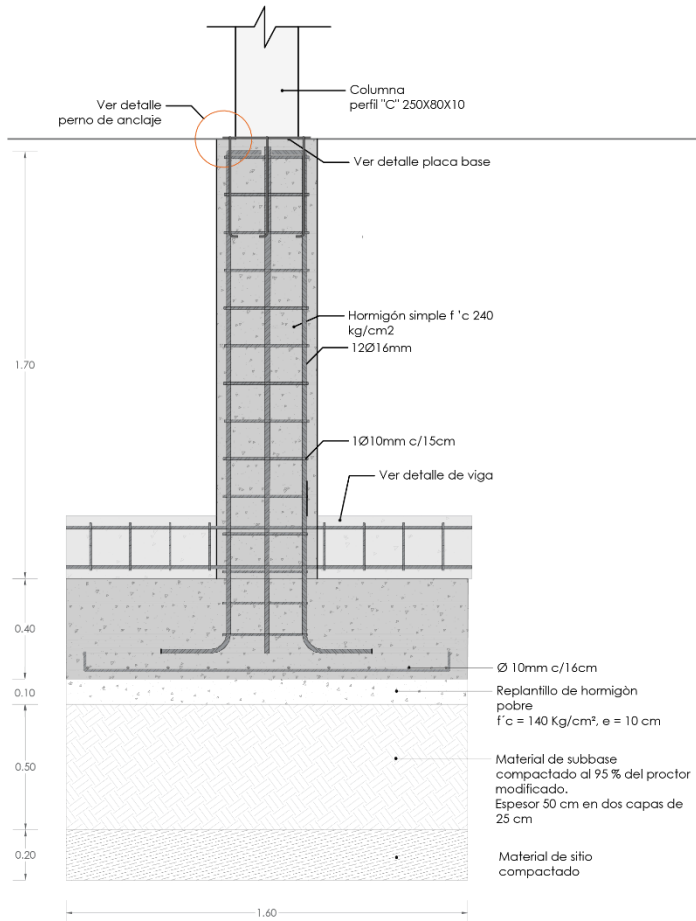 Columna
perfil "C" 250X80X10
Ver detalle
perno de anclaje
Ver detalle placa base
Hormigón simple f 'c 240
kg/cm2
12Ø16mm
1.70
1Ø10mm c/15cm
Ver detalle de viga
0.40
Ø 10mm c/16cm
0.10
Replantillo de hormigòn
pobre
f´c = 140 Kg/cm², e = 10 cm
0.50
Material de subbase
compactado al 95 % del proctor
modificado.
Espesor 50 cm en dos capas de
25 cm
0.20
Material de sitio
compactado
1.60